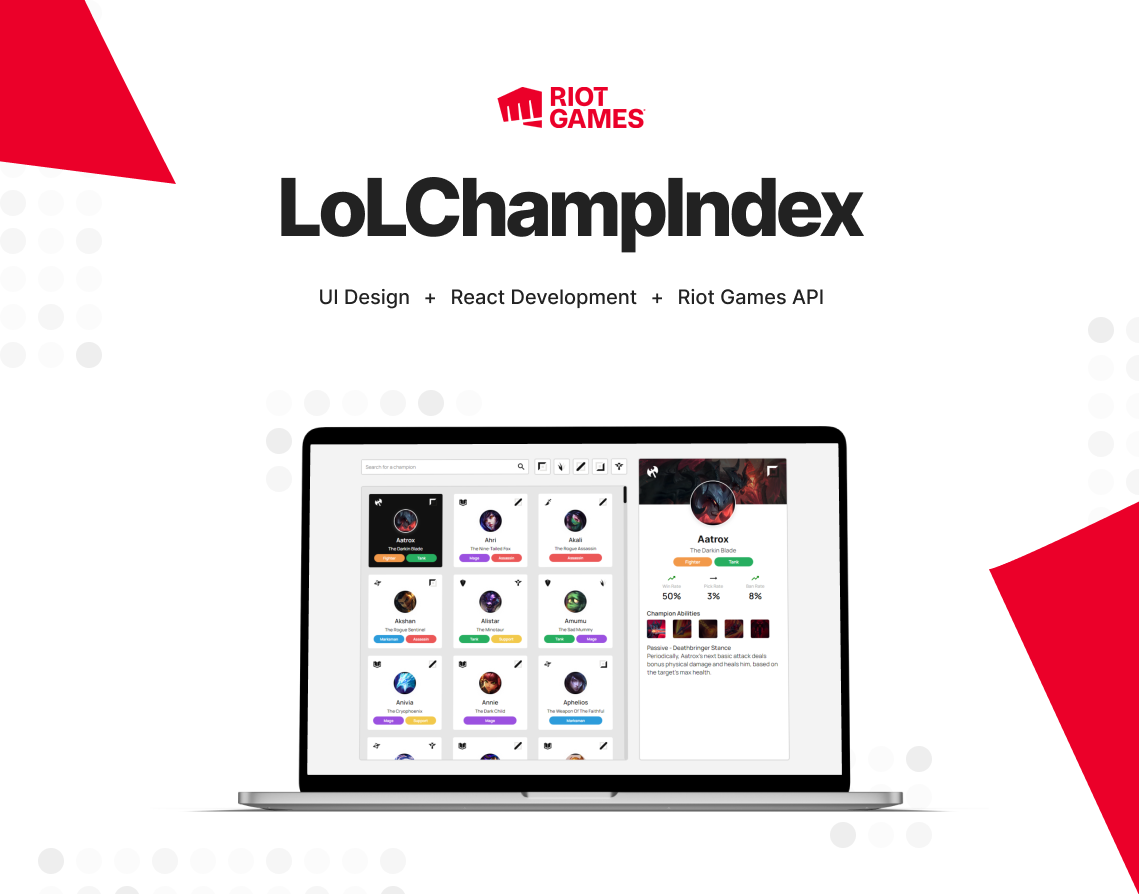 RIOT
GAMES
LoLChampIndex
UI Design + React Development + Riot Games API
Search for a champion
Aatrox
The Darkin Blade
Fighter Tank
Ahri
The Nine-Tailed Fox
Mage Assassin
Akali
The Rogue Assassin
Assassin
Akshan
The Rogue Sentinel
Marksman Assassin
Alistar
The Minotaur
Tank Support
Amumu
The Sad Mummy
Tank Mage
Anivia
The Cryophoenix
Mage Support
Annie
The Dark Child
Mage
Aphelios
The Weapon Of The Faithful
Marksman
Aatrox
The Darkin Blade
Fighter Tank
Win Rate Pick Rate Ban Rate
50% 3% 8%
Champion Abilities
Passive - Deathbringer Stance
Periodically, Aatrox's next basic attack deals
bonus physical damage and heals him, based on
the target's max health.